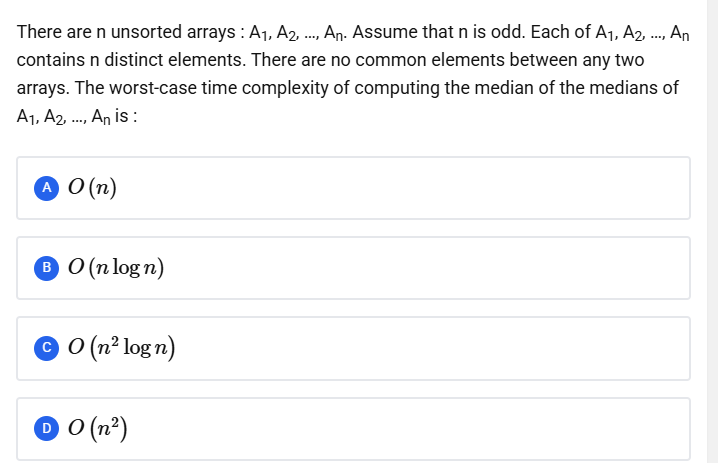 There are n unsorted arrays : A₁, A₂, ..., Aₙ. Assume that n is odd. Each of A₁, A₂, ..., Aₙ
contains n distinct elements. There are no common elements between any two
arrays. The worst-case time complexity of computing the median of the medians of
A₁, A₂, ..., Aₙ is :
A O (n)
B O (n log n)
C O (n² log n)
D O (n²)